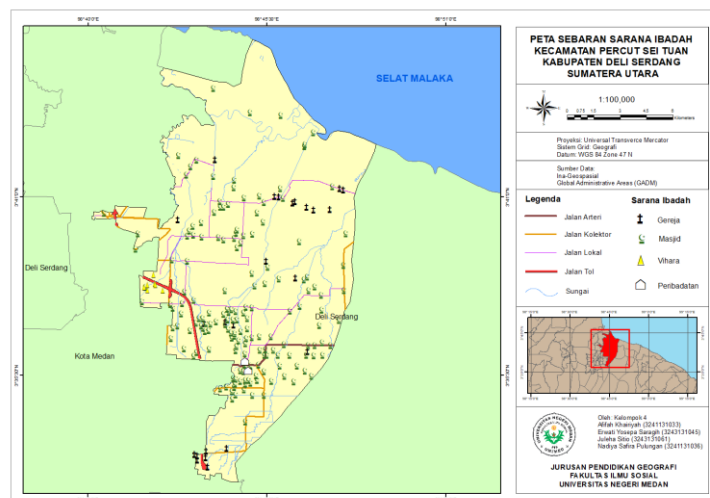 PETA SEBARAN SARANA IBADAH
KECAMATAN PERCUT SEI TUAN
KABUPATEN DELI SERDANG
SUMATERA UTARA
1:100,000
Kilometers
Proyeksi: Universal Transverce Mercator
Sistem Grid: Geografi
Datum: WGS 84 Zone 47 N
Sumber Data:
Ina-Geospasial
Global Administrative Areas (GADM)
Legenda
Jalan Arteri
Jalan Kolektor
Jalan Lokal
Jalan Tol
Sungai
Sarana Ibadah
Gereja
Masjid
Vihara
Peribadatan
SELAT MALAKA
Deli Serdang
Deli Serdang
Kota Medan
Oleh: Kelompok 4
Afifah Khairiyah (3241131033)
Erwati Yosepa Saragih (3243131045)
Juleha Sitio (3243131061)
Nadiya Safira Pulungan (3241131036)
JURUSAN PENDIDIKAN GEOGRAFI
FAKULTAS ILMU SOSIAL
UNIVERSITAS NEGERI MEDAN